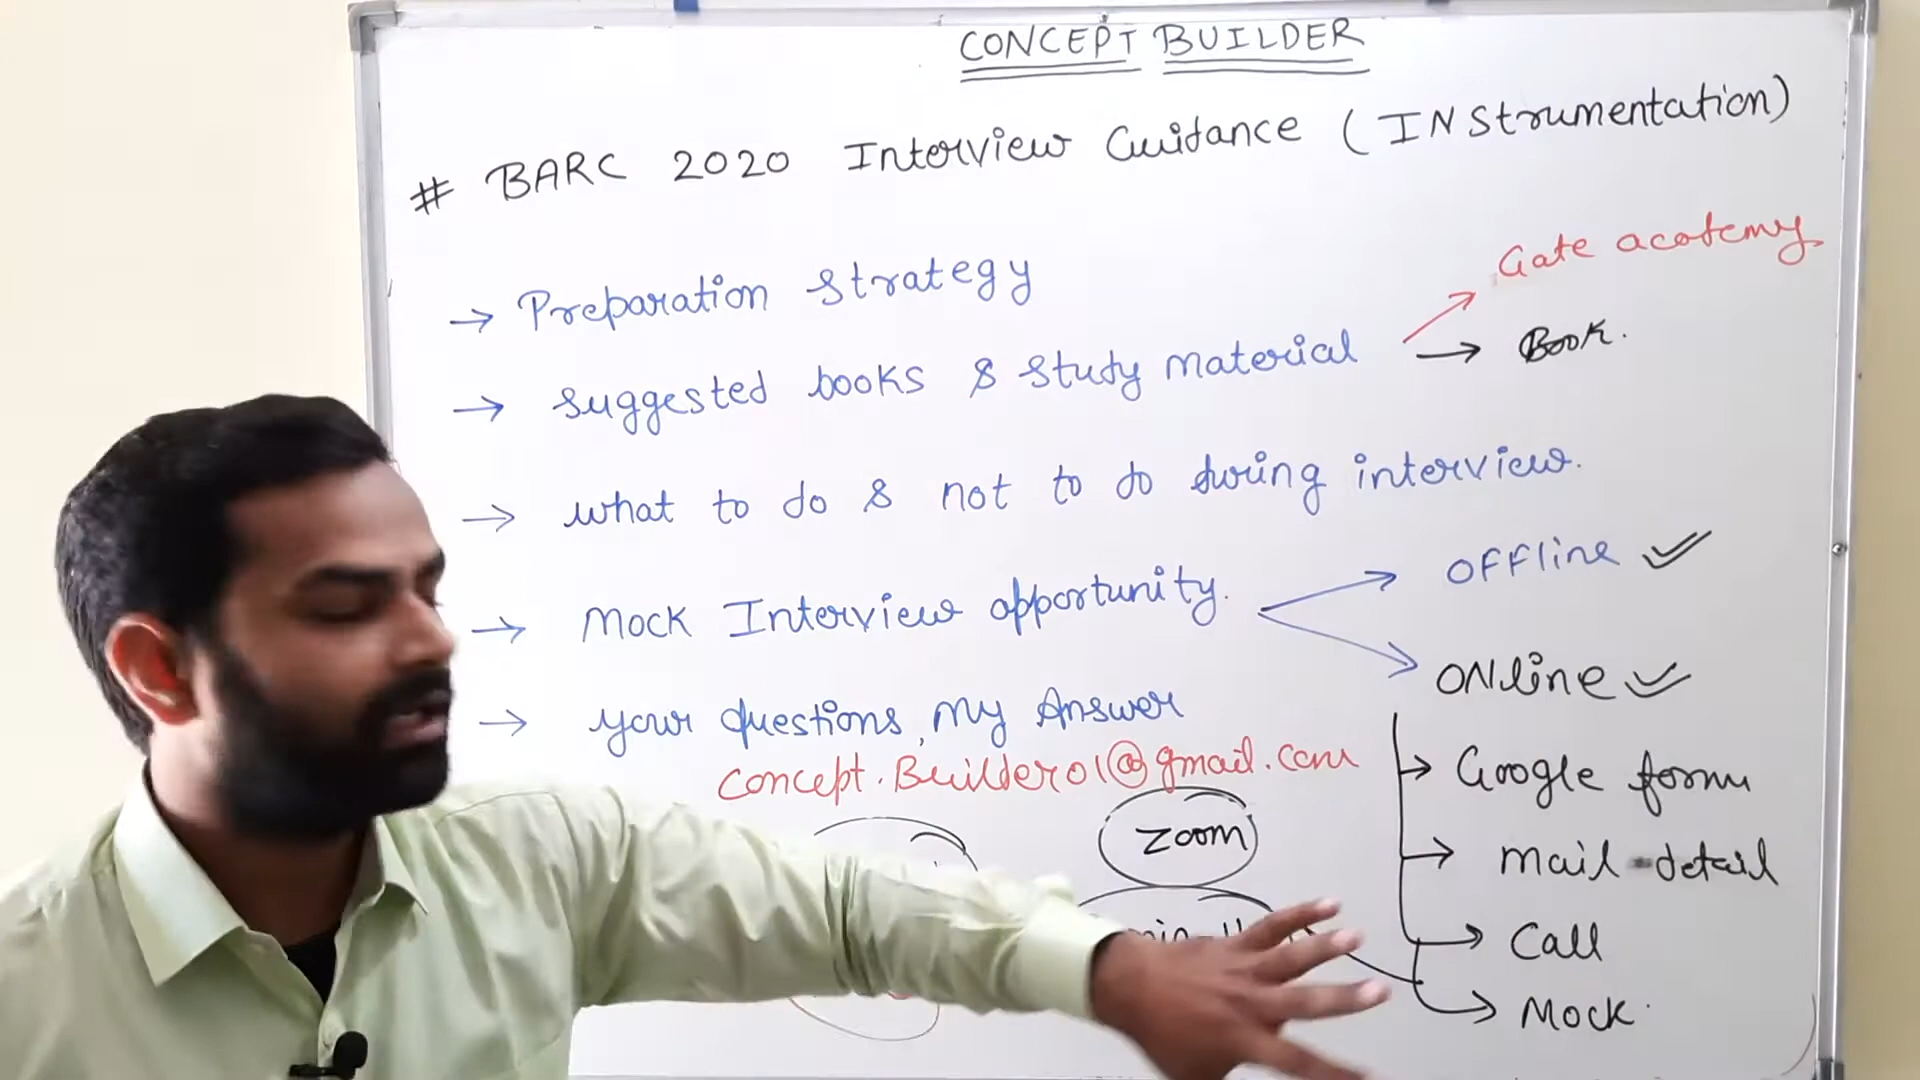 CONCEPT BUILDER
# BARC 2020 Interview Guidance (INStrumentation)
→ Preparation strategy
→ suggested books & study material → Gate academy
→ Book.
→ what to do & not to do during interview.
→ Mock Interview opportunity. → OFFline ✓
→ ONline ✓
→ your questions, my Answer
concept.Builder01@gmail.com
→ Google form
zoom
→ mail-detail
→ Call
→ Mock.